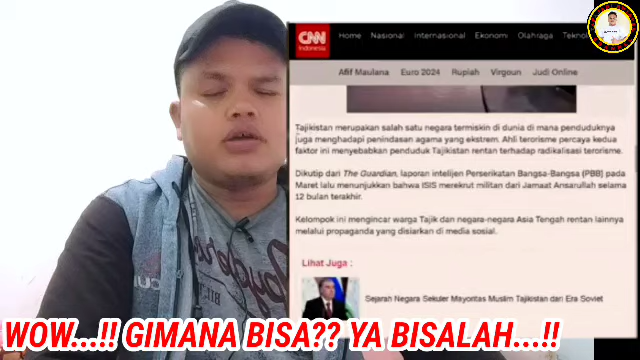 CNN
Indonesia
Home Nasional Internasional Ekonomi Olahraga Teknol
Afif Maulana Euro 2024 Rupiah Virgoun Judi Online
Tajikistan merupakan salah satu negara termiskin di dunia di mana penduduknya
juga menghadapi penindasan agama yang ekstrem. Ahli terorisme percaya kedua
faktor ini menyebabkan penduduk Tajikistan rentan terhadap radikalisasi terorisme.
Dikutip dari The Guardian, laporan intelijen Perserikatan Bangsa-Bangsa (PBB) pada
Maret lalu menunjukkan bahwa ISIS merekrut militan dari Jamaat Ansarullah selama
12 bulan terakhir.
Kelompok ini mengincar warga Tajik dan negara-negara Asia Tengah rentan lainnya
melalui propaganda yang disiarkan di media sosial.
Lihat Juga :
Sejarah Negara Sekuler Mayoritas Muslim Tajikistan dari Era Soviet
WOW...!! GIMANA BISA?? YA BISALAH...!!